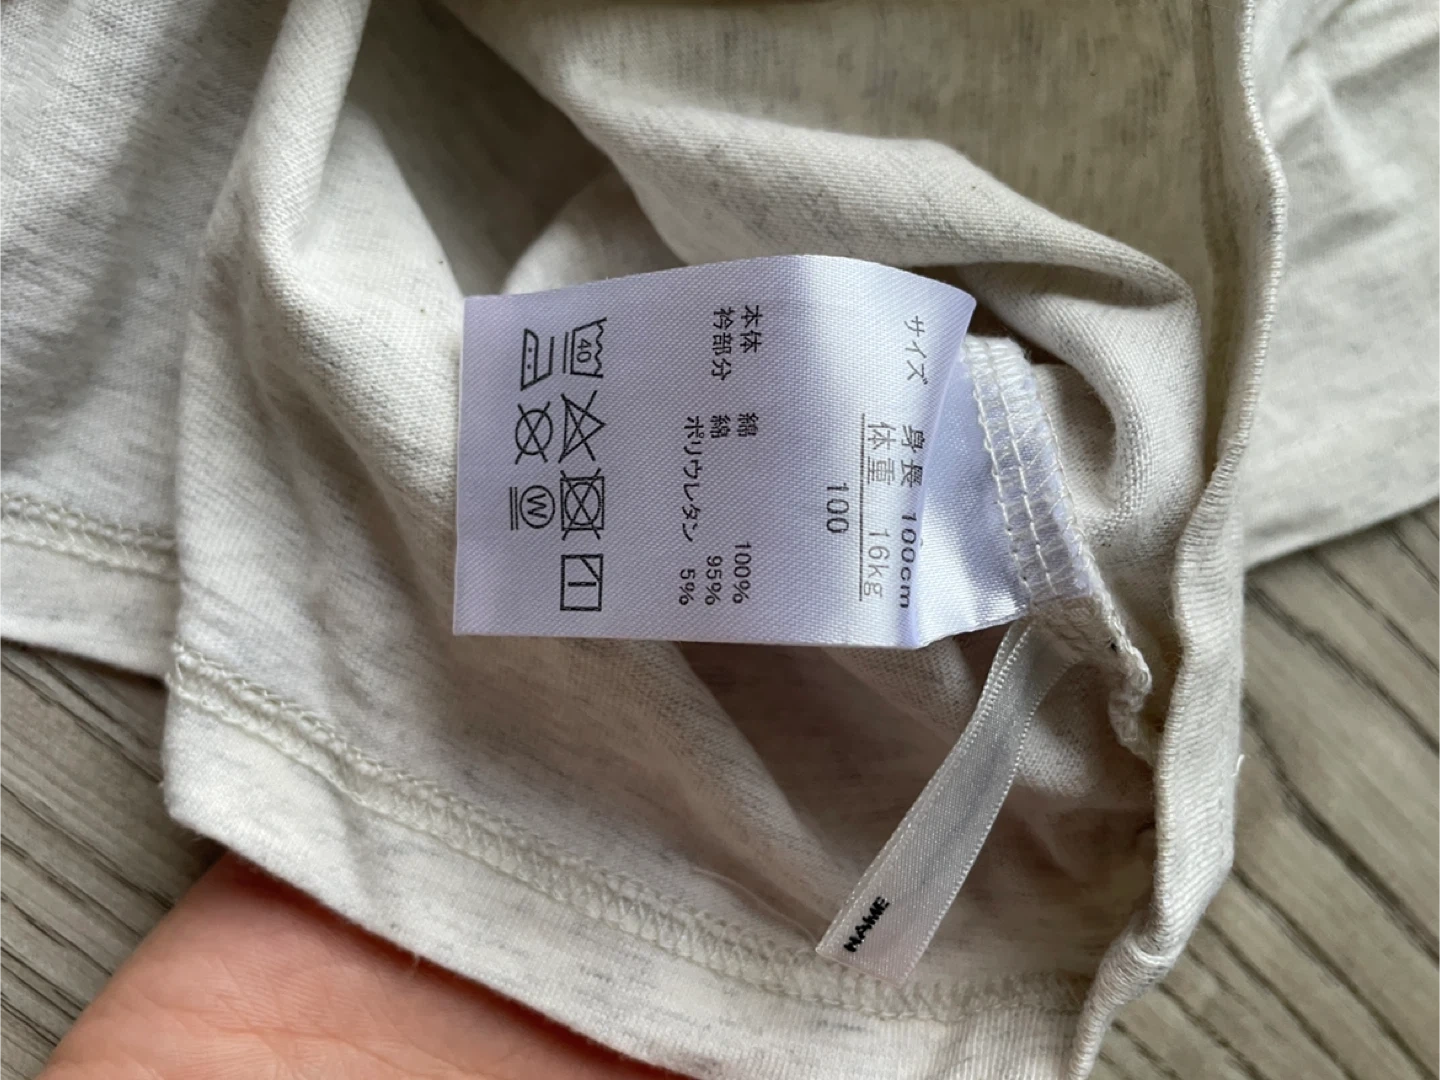 サイズ
身長 100cm
体重 16kg
100
本体 綿 100%
衿部分 綿 95%
ポリウレタン 5%
40
W
NAME